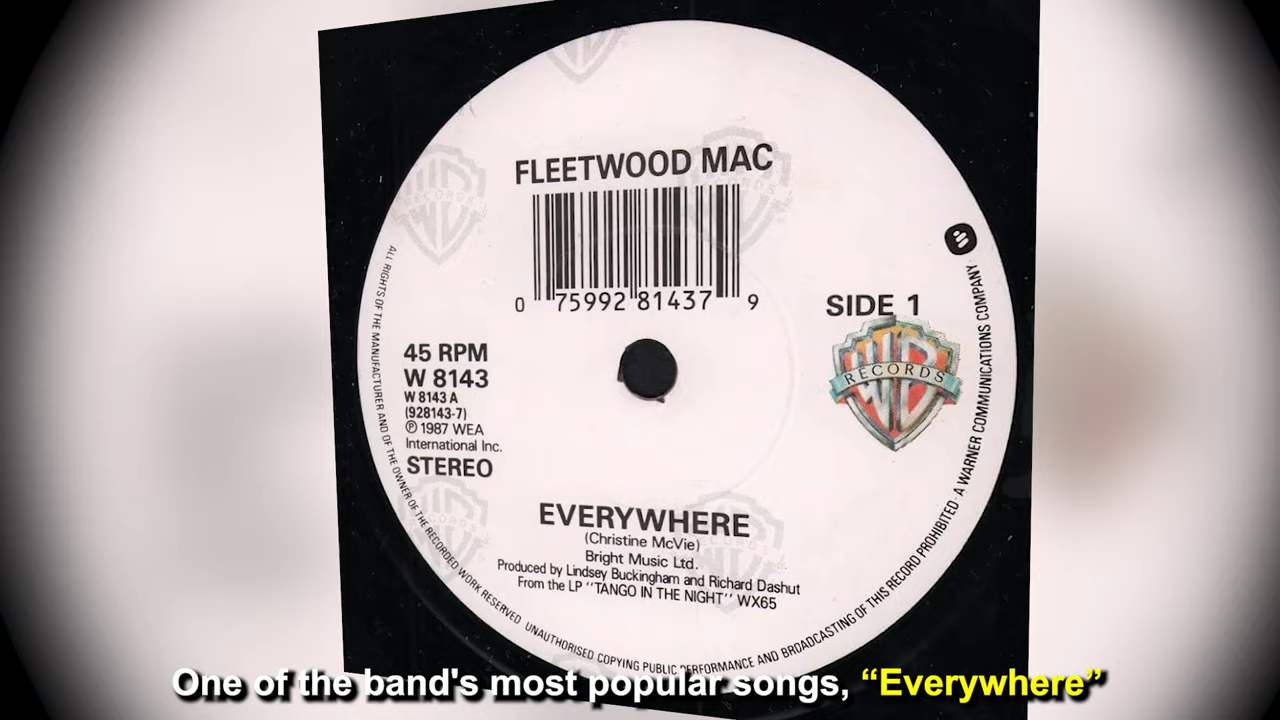 FLEETWOOD MAC
0 75992 81437 9
SIDE 1
RECORDS
45 RPM
W 8143
W 8143 A
(928143-7)
℗ 1987 WEA
International Inc.
STEREO
EVERYWHERE
(Christine McVie)
Bright Music Ltd.
Produced by Lindsey Buckingham and Richard Dashut
From the LP "TANGO IN THE NIGHT" WX65
ALL RIGHTS OF THE MANUFACTURER AND OF THE OWNER OF THE RECORDED WORK RESERVED UNAUTHORISED COPYING PUBLIC PERFORMANCE AND BROADCASTING OF THIS RECORD PROHIBITED · A WARNER COMMUNICATIONS COMPANY
One of the band's most popular songs, “Everywhere”